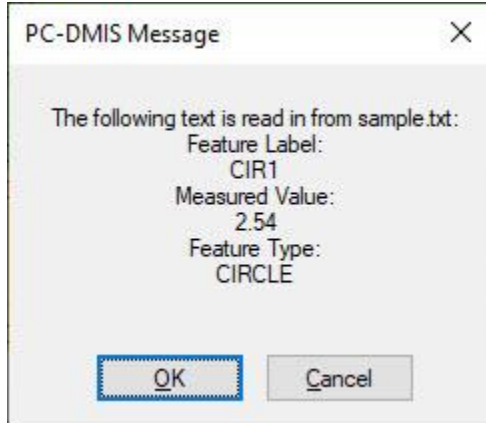 PC-DMIS Message
The following text is read in from sample.txt:
Feature Label:
CIR1
Measured Value:
2.54
Feature Type:
CIRCLE
OK
Cancel